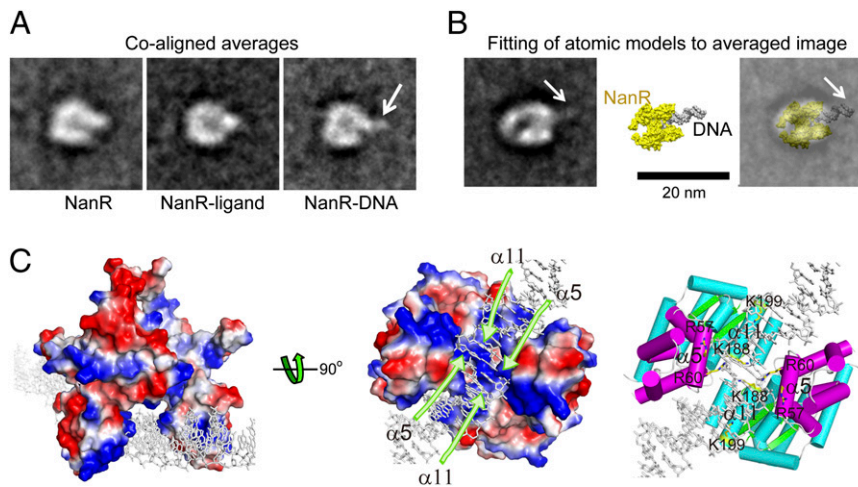 A
Co-aligned averages
NanR
NanR-ligand
NanR-DNA
B
Fitting of atomic models to averaged image
NanR
DNA
20 nm
C
90°
α11
α5
α5
α11
K199
R57
α11
α5
K188
R60
R60
K188
α5
α11
R57
K199